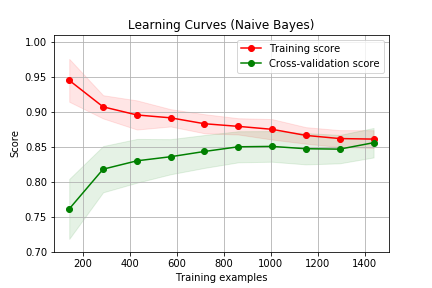 Learning Curves (Naive Bayes)
1.00
0.95
0.90
0.85
0.80
0.75
0.70
Score
Training score
Cross-validation score
200 400 600 800 1000 1200 1400
Training examples